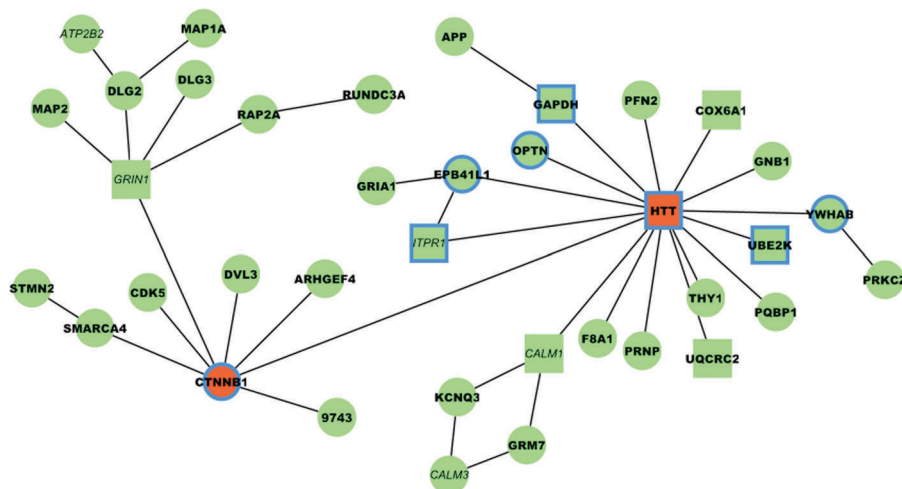 ATP2B2
MAP1A
APP
DLG2
DLG3
RUNDC3A
GAPDH
PFN2
COX6A1
MAP2
RAP2A
OPTN
GNB1
GRIN1
EPB41L1
GRIA1
HTT
YWHAB
ITPR1
UBE2K
PRKCZ
STMN2
CDK5
DVL3
ARHGEF4
THY1
PQBP1
SMARCA4
F8A1
PRNP
UQCRC2
CALM1
CTNNB1
KCNQ3
9743
GRM7
CALM3